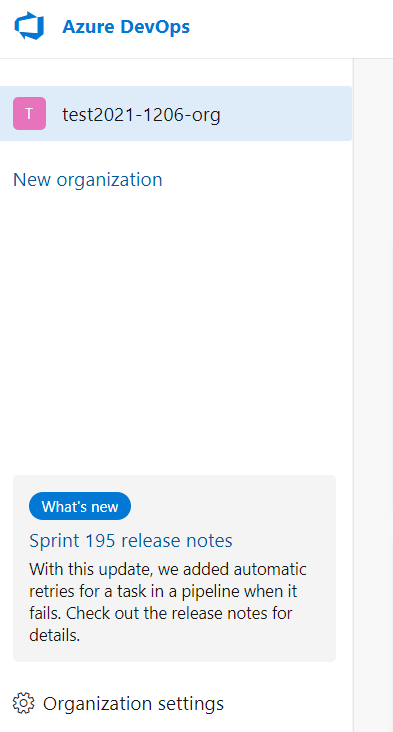 Azure DevOps
T
test2021-1206-org
New organization
What's new
Sprint 195 release notes
With this update, we added automatic
retries for a task in a pipeline when it
fails. Check out the release notes for
details.
Organization settings